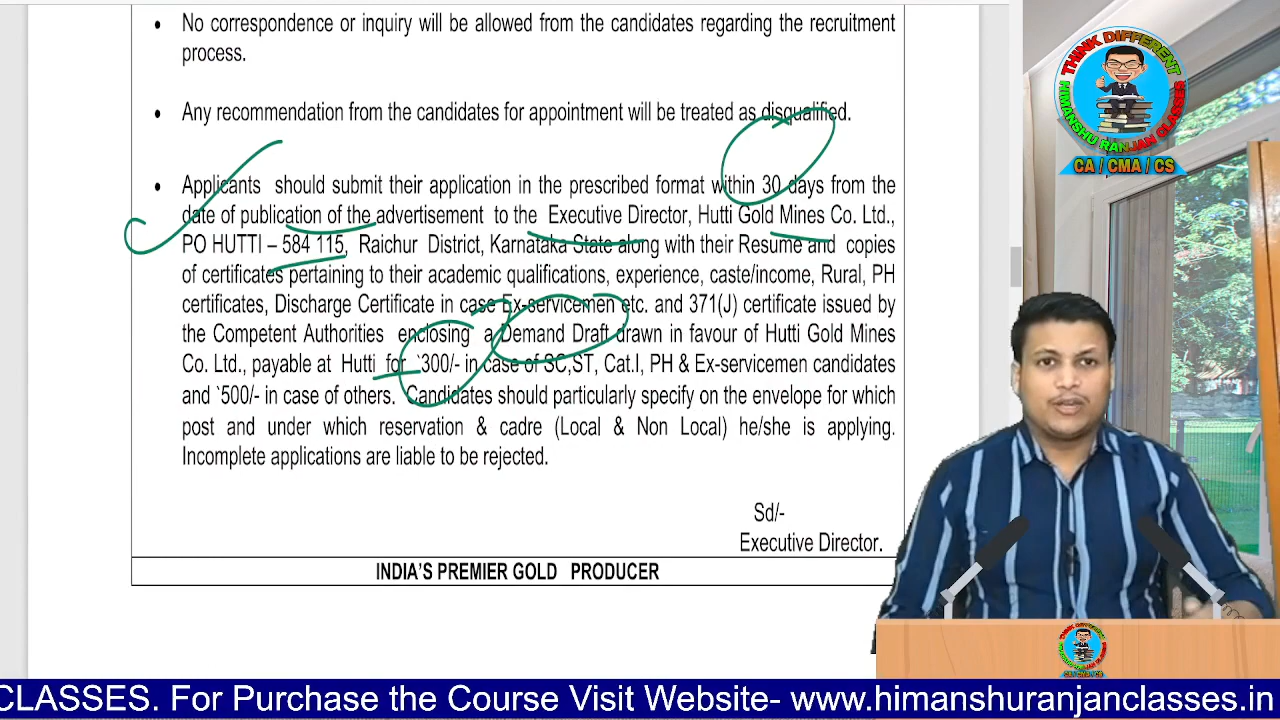 • No correspondence or inquiry will be allowed from the candidates regarding the recruitment
process.
• Any recommendation from the candidates for appointment will be treated as disqualified.
• Applicants should submit their application in the prescribed format within 30 days from the
date of publication of the advertisement to the Executive Director, Hutti Gold Mines Co. Ltd.,
PO HUTTI – 584 115, Raichur District, Karnataka State along with their Resume and copies
of certificates pertaining to their academic qualifications, experience, caste/income, Rural, PH
certificates, Discharge Certificate in case Ex-servicemen etc. and 371(J) certificate issued by
the Competent Authorities enclosing a Demand Draft drawn in favour of Hutti Gold Mines
Co. Ltd., payable at Hutti for `300/- in case of SC,ST, Cat.I, PH & Ex-servicemen candidates
and `500/- in case of others. Candidates should particularly specify on the envelope for which
post and under which reservation & cadre (Local & Non Local) he/she is applying.
Incomplete applications are liable to be rejected.
Sd/-
Executive Director.
INDIA'S PREMIER GOLD PRODUCER
THINK DIFFERENT
HIMANSHU RANJAN CLASSES
CA / CMA / CS
CLASSES. For Purchase the Course Visit Website- www.himanshuranjanclasses.in